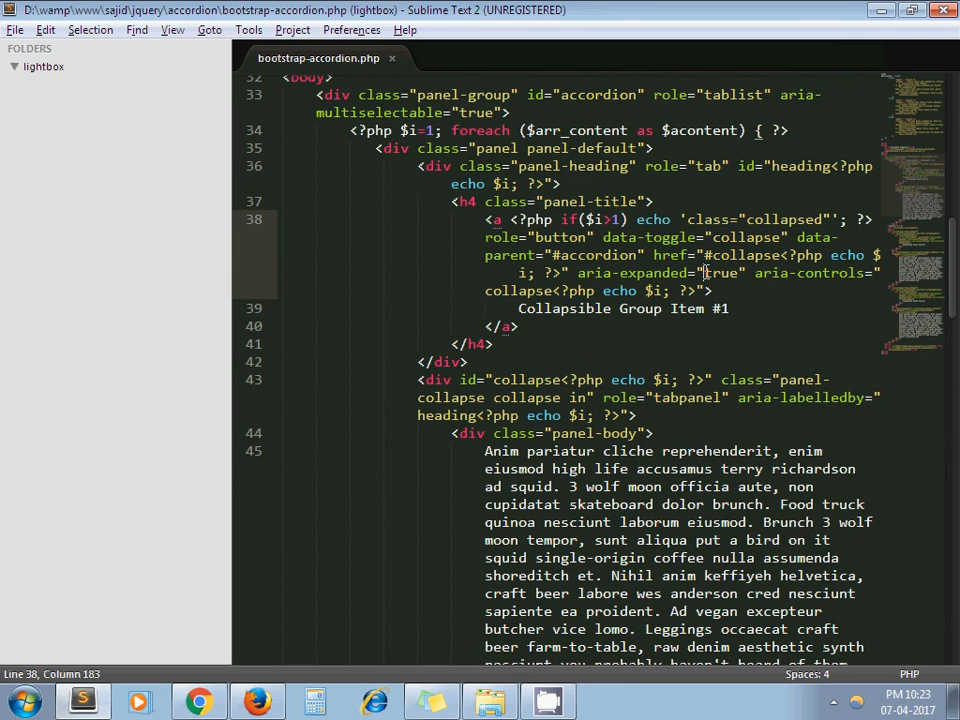 D:\wamp\www\sajid\jquery\accordion\bootstrap-accordion.php (lightbox) - Sublime Text 2 (UNREGISTERED)
File Edit Selection Find View Goto Tools Project Preferences Help
FOLDERS
lightbox
bootstrap-accordion.php
32 <body>
33 <div class="panel-group" id="accordion" role="tablist" aria-
multiselectable="true">
34 <?php $i=1; foreach ($arr_content as $acontent) { ?>
35 <div class="panel panel-default">
36 <div class="panel-heading" role="tab" id="heading<?php
echo $i; ?>">
37 <h4 class="panel-title">
38 <a <?php if($i>1) echo 'class="collapsed"'; ?>
role="button" data-toggle="collapse" data-
parent="#accordion" href="#collapse<?php echo $
i; ?>" aria-expanded="true" aria-controls="
collapse<?php echo $i; ?>">
39 Collapsible Group Item #1
40 </a>
41 </h4>
42 </div>
43 <div id="collapse<?php echo $i; ?>" class="panel-
collapse collapse in" role="tabpanel" aria-labelledby="
heading<?php echo $i; ?>">
44 <div class="panel-body">
45 Anim pariatur cliche reprehenderit, enim
eiusmod high life accusamus terry richardson
ad squid. 3 wolf moon officia aute, non
cupidatat skateboard dolor brunch. Food truck
quinoa nesciunt laborum eiusmod. Brunch 3 wolf
moon tempor, sunt aliqua put a bird on it
squid single-origin coffee nulla assumenda
shoreditch et. Nihil anim keffiyeh helvetica,
craft beer labore wes anderson cred nesciunt
sapiente ea proident. Ad vegan excepteur
butcher vice lomo. Leggings occaecat craft
beer farm-to-table, raw denim aesthetic synth
nesciunt you probably haven't heard of them
Line 38, Column 183
Spaces: 4
PHP
PM 10:23
07-04-2017